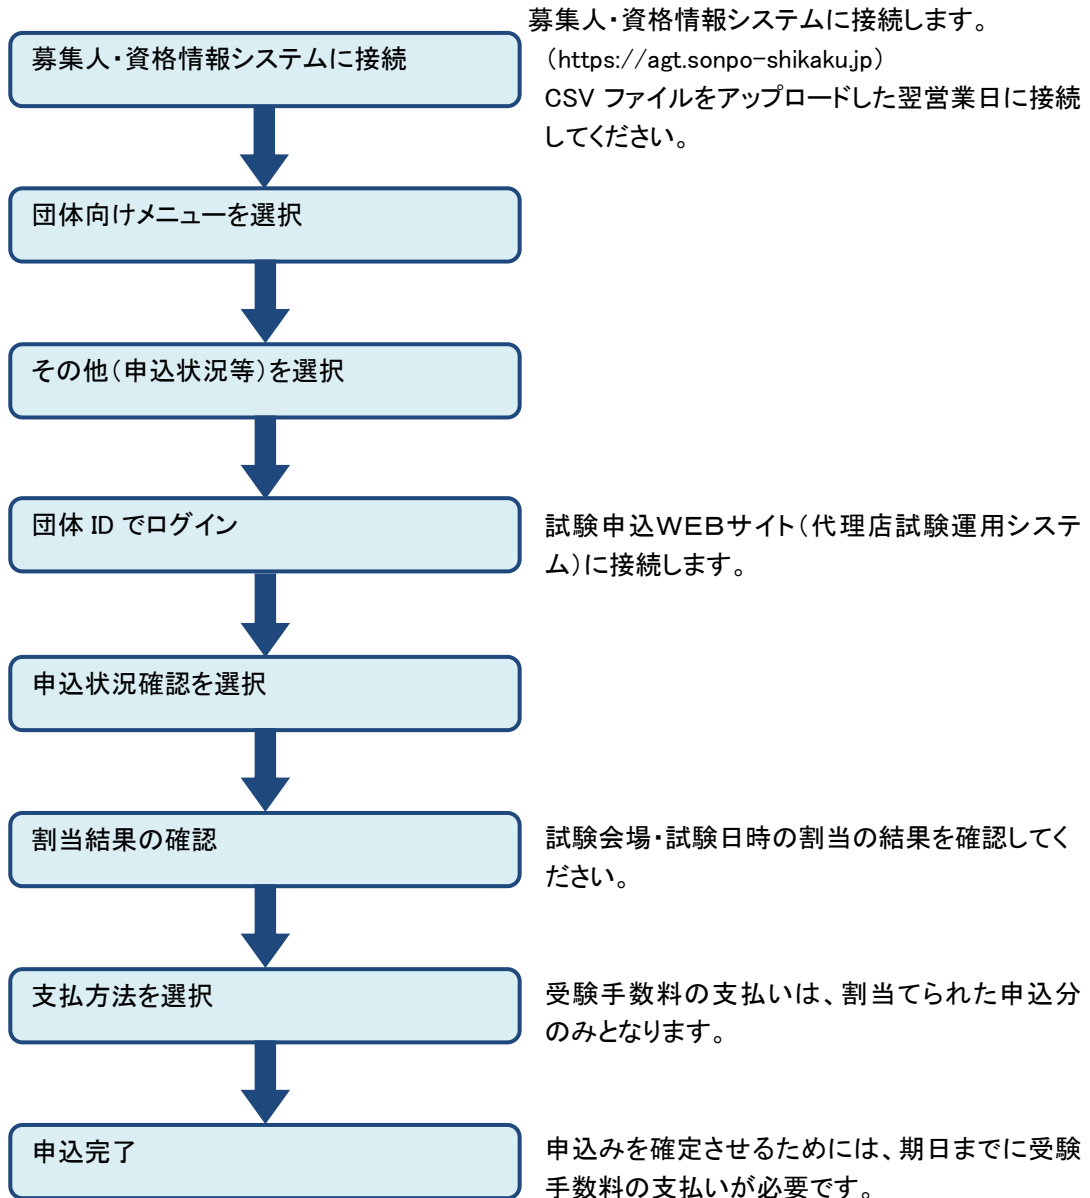 募集人・資格情報システムに接続
募集人・資格情報システムに接続します。
（https://agt.sonpo-shikaku.jp）
CSV ファイルをアップロードした翌営業日に接続
してください。
団体向けメニューを選択
その他（申込状況等）を選択
団体 ID でログイン
試験申込ＷＥＢサイト（代理店試験運用システ
ム）に接続します。
申込状況確認を選択
割当結果の確認
試験会場・試験日時の割当の結果を確認してく
ださい。
支払方法を選択
受験手数料の支払いは、割当てられた申込分
のみとなります。
申込完了
申込みを確定させるためには、期日までに受験
手数料の支払いが必要です。